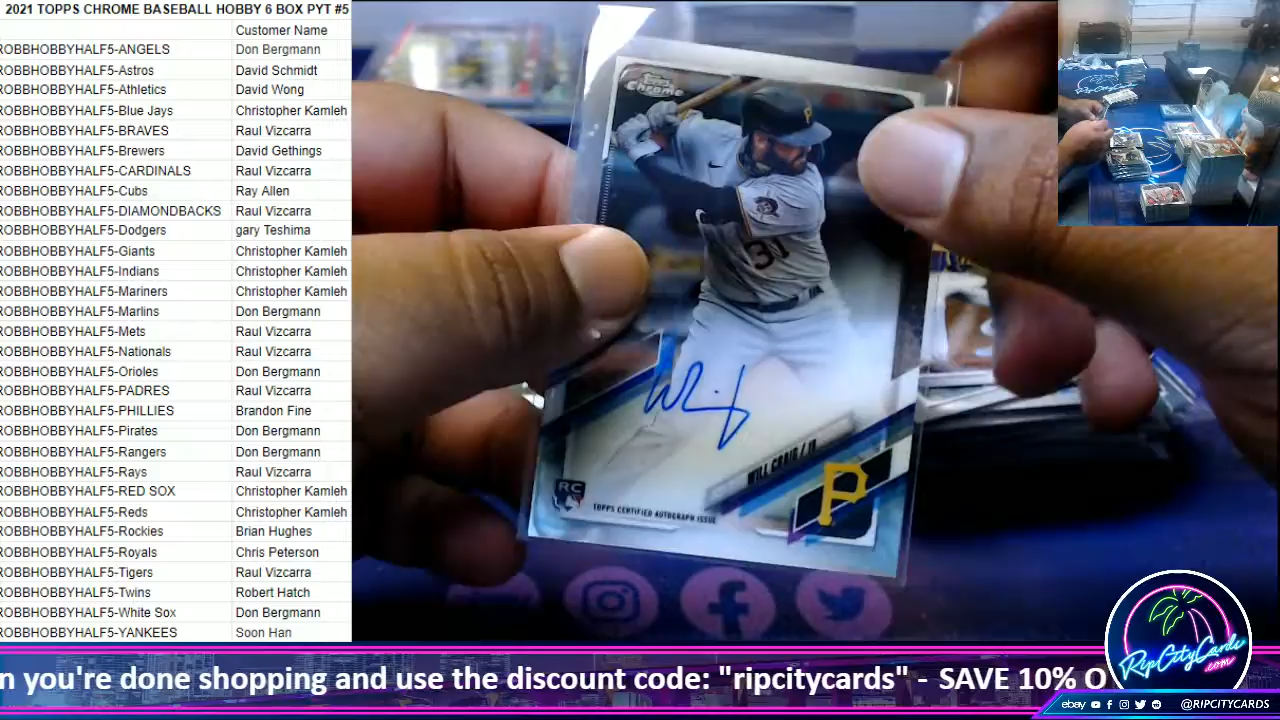 2021 TOPPS CHROME BASEBALL HOBBY 6 BOX PYT #5
Customer Name
ROBBHOBBYHALF5-ANGELS Don Bergmann
ROBBHOBBYHALF5-Astros David Schmidt
ROBBHOBBYHALF5-Athletics David Wong
ROBBHOBBYHALF5-Blue Jays Christopher Kamleh
ROBBHOBBYHALF5-BRAVES Raul Vizcarra
ROBBHOBBYHALF5-Brewers David Gethings
ROBBHOBBYHALF5-CARDINALS Raul Vizcarra
ROBBHOBBYHALF5-Cubs Ray Allen
ROBBHOBBYHALF5-DIAMONDBACKS Raul Vizcarra
ROBBHOBBYHALF5-Dodgers gary Teshima
ROBBHOBBYHALF5-Giants Christopher Kamleh
ROBBHOBBYHALF5-Indians Christopher Kamleh
ROBBHOBBYHALF5-Mariners Christopher Kamleh
ROBBHOBBYHALF5-Marlins Don Bergmann
ROBBHOBBYHALF5-Mets Raul Vizcarra
ROBBHOBBYHALF5-Nationals Raul Vizcarra
ROBBHOBBYHALF5-Orioles Don Bergmann
ROBBHOBBYHALF5-PADRES Raul Vizcarra
ROBBHOBBYHALF5-PHILLIES Brandon Fine
ROBBHOBBYHALF5-Pirates Don Bergmann
ROBBHOBBYHALF5-Rangers Don Bergmann
ROBBHOBBYHALF5-Rays Raul Vizcarra
ROBBHOBBYHALF5-RED SOX Christopher Kamleh
ROBBHOBBYHALF5-Reds Christopher Kamleh
ROBBHOBBYHALF5-Rockies Brian Hughes
ROBBHOBBYHALF5-Royals Chris Peterson
ROBBHOBBYHALF5-Tigers Raul Vizcarra
ROBBHOBBYHALF5-Twins Robert Hatch
ROBBHOBBYHALF5-White Sox Don Bergmann
ROBBHOBBYHALF5-YANKEES Soon Han
Topps
Chrome
P
31
WILL CRAIG / 1B
P
RC
TOPPS CERTIFIED AUTOGRAPH ISSUE
n you're done shopping and use the discount code: "ripcitycards" - SAVE 10% O
RipCityCards
.com
ebay @RIPCITYCARDS